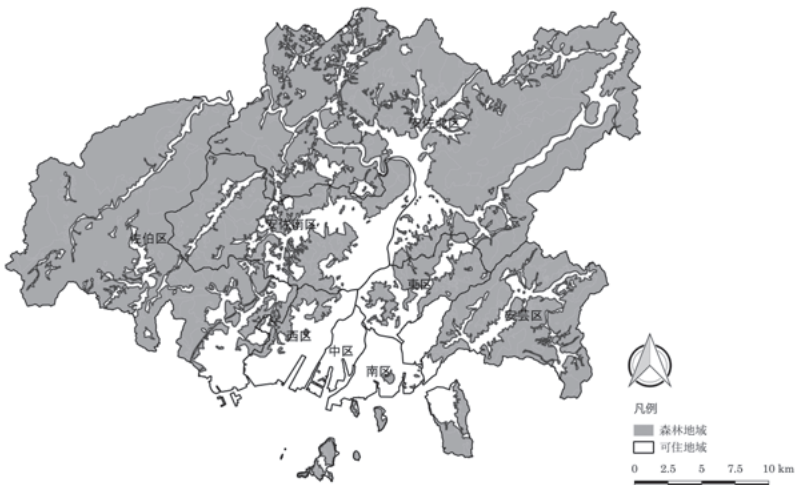 安佐北区
安佐南区
佐伯区
東区
安芸区
西区
中区
南区
凡例
森林地域
可住地域
0 2.5 5 7.5 10 km